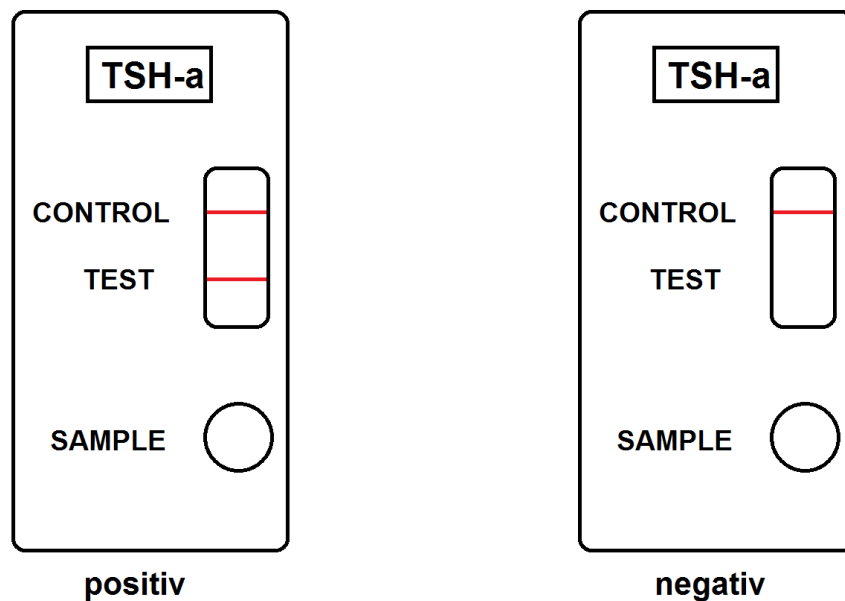 TSH-a
CONTROL
TEST
SAMPLE
positiv
TSH-a
CONTROL
TEST
SAMPLE
negativ